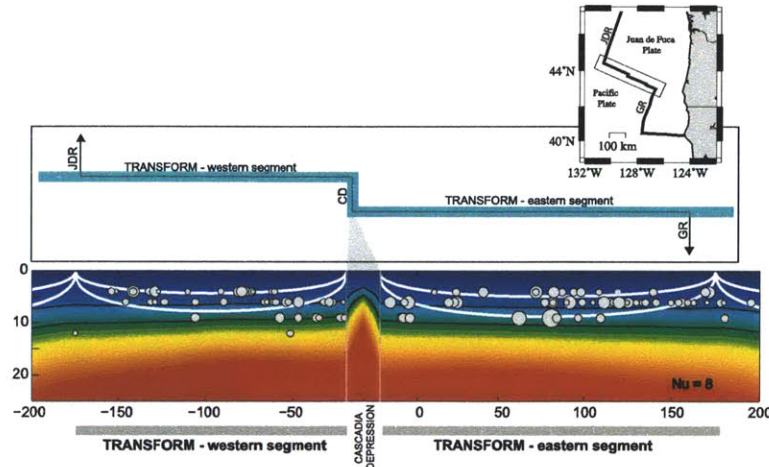 JDR
Juan de Fuca
Plate
44°N
Pacific
Plate
GR
40°N
100 km
132°W 128°W 124°W
JDR
TRANSFORM - western segment
CD
TRANSFORM - eastern segment
GR
0
10
20
Nu = 8
-200 -150 -100 -50 0 50 100 150 200
TRANSFORM - western segment
CASCADIA
DEPRESSION
TRANSFORM - eastern segment